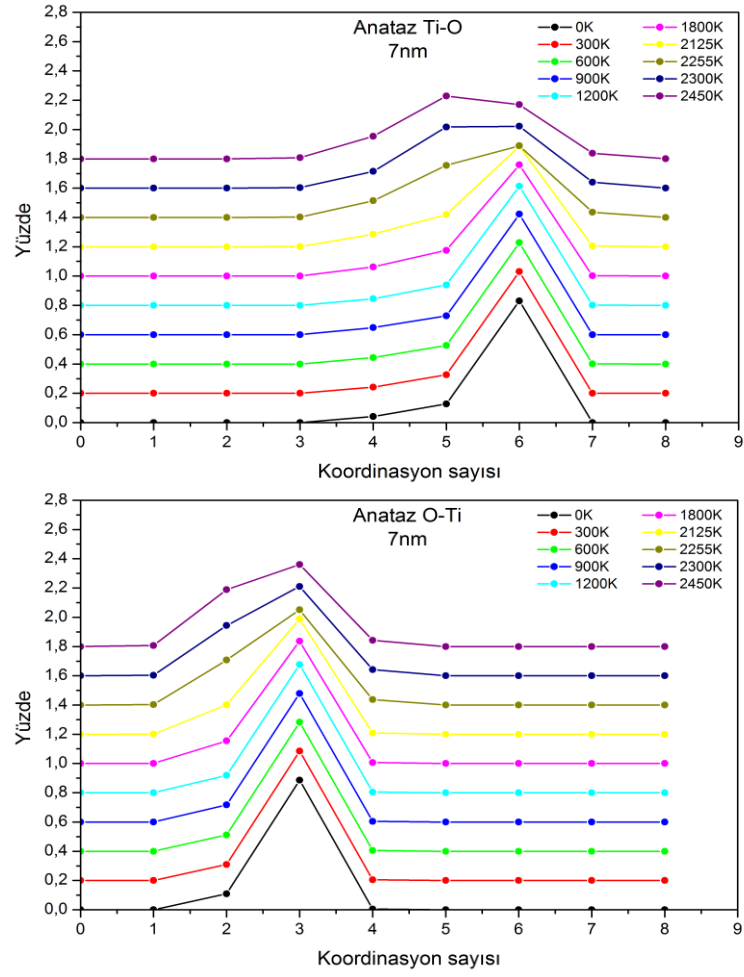 Anataz Ti-O
7nm
0K
300K
600K
900K
1200K
1800K
2125K
2255K
2300K
2450K
2,8
2,6
2,4
2,2
2,0
1,8
1,6
1,4
1,2
1,0
0,8
0,6
0,4
0,2
0,0
Yüzde
0 1 2 3 4 5 6 7 8 9
Koordinasyon sayısı
Anataz O-Ti
7nm
0K
300K
600K
900K
1200K
1800K
2125K
2255K
2300K
2450K
2,8
2,6
2,4
2,2
2,0
1,8
1,6
1,4
1,2
1,0
0,8
0,6
0,4
0,2
0,0
Yüzde
0 1 2 3 4 5 6 7 8 9
Koordinasyon sayısı